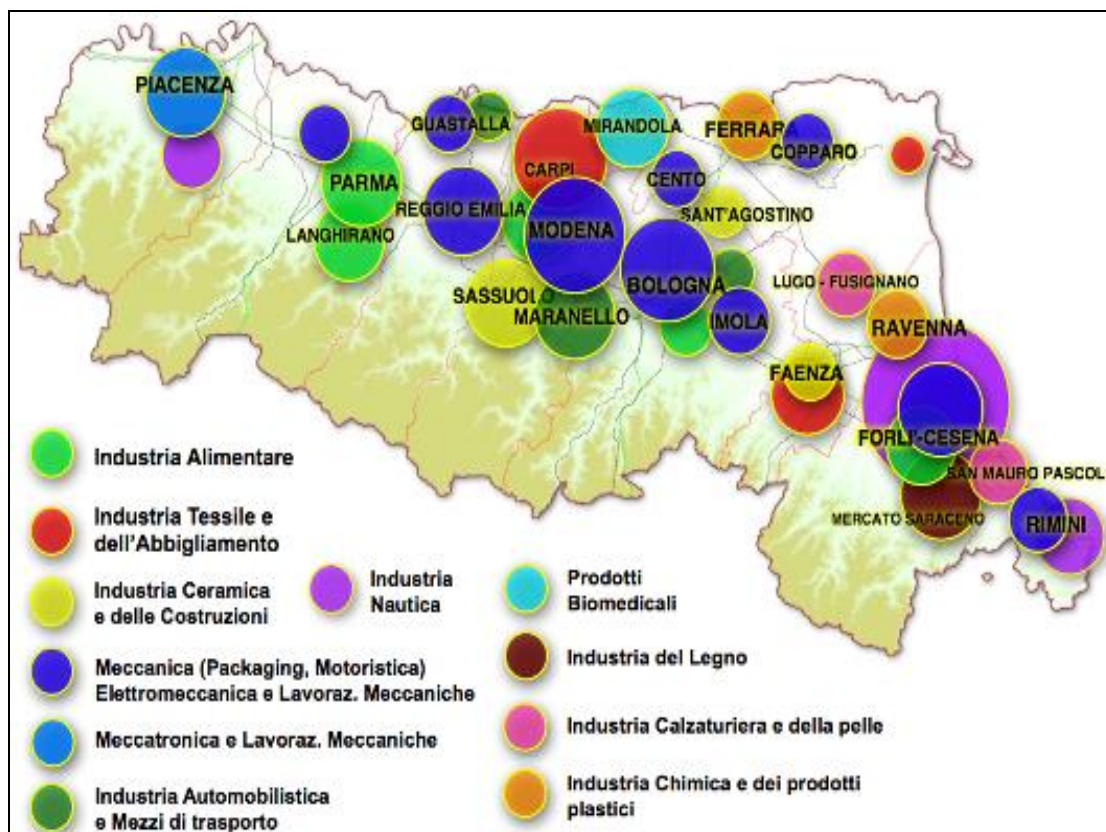 PIACENZA
GUASTALLA
MIRANDOLA
FERRARA
COPPARO
CARPI
PARMA
CENTO
REGGIO EMILIA
SANT'AGOSTINO
LANGHIRANO
MODENA
BOLOGNA
LUGO - FUSIGNANO
SASSUOLO
MARANELLO
IMOLA
RAVENNA
FAENZA
FORLI'-CESENA
SAN MAURO PASCOL
MERCATO SARACENO
RIMINI
Industria Alimentare
Industria Tessile e
dell'Abbigliamento
Industria Ceramica
e delle Costruzioni
Meccanica (Packaging, Motoristica)
Elettromeccanica e Lavoraz. Meccaniche
Meccatronica e Lavoraz. Meccaniche
Industria Automobilistica
e Mezzi di trasporto
Industria
Nautica
Prodotti
Biomedicali
Industria del Legno
Industria Calzaturiera e della pelle
Industria Chimica e dei prodotti
plastici